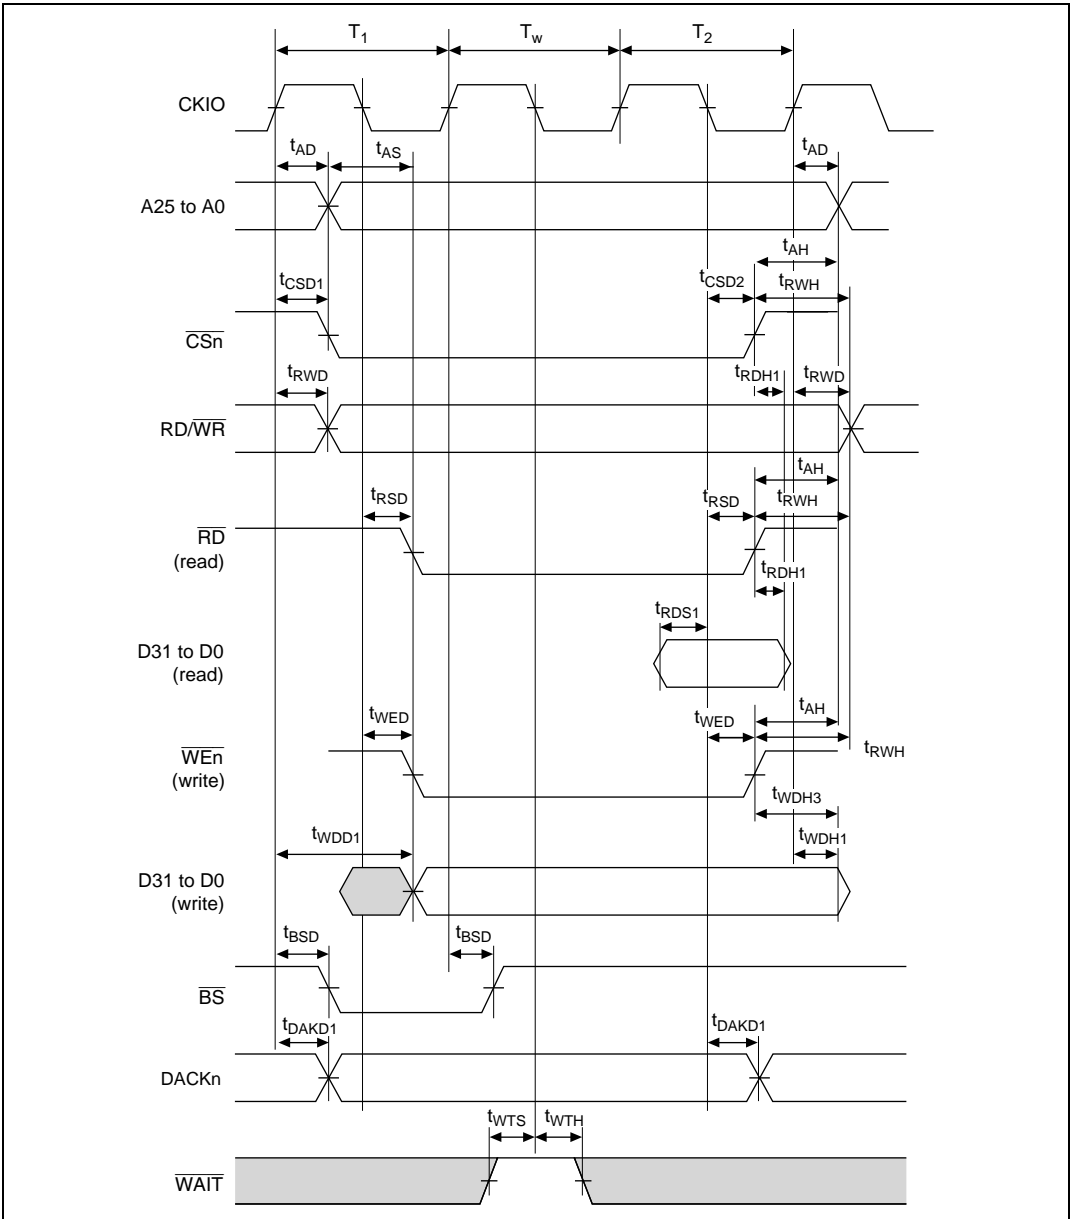 T1 Tw T2
CKIO
tAD tAS tAD
A25 to A0
tAH
tCSD1 tCSD2 tRWH
CSn
tRWD tRDH1 tRWD
RD/WR
tAH
tRSD tRSD tRWH
RD
(read)
tRDH1
tRDS1
D31 to D0
(read)
tAH
tWED tWED
tRWH
WEn
(write)
tWDH3
tWDD1 tWDH1
D31 to D0
(write)
tBSD tBSD
BS
tDAKD1 tDAKD1
DACKn
tWTS tWTH
WAIT